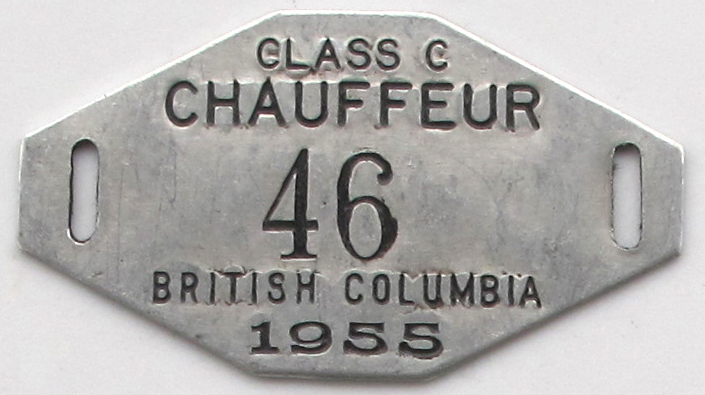 CLASS C
CHAUFFEUR
46
BRITISH COLUMBIA
1955